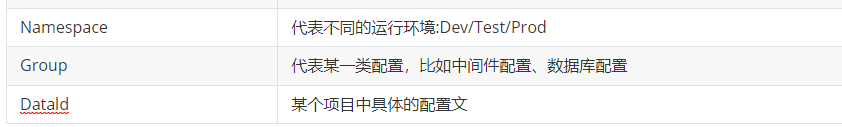 Namespace 代表不同的运行环境:Dev/Test/Prod
Group 代表某一类配置，比如中间件配置、数据库配置
DataId 某个项目中具体的配置文